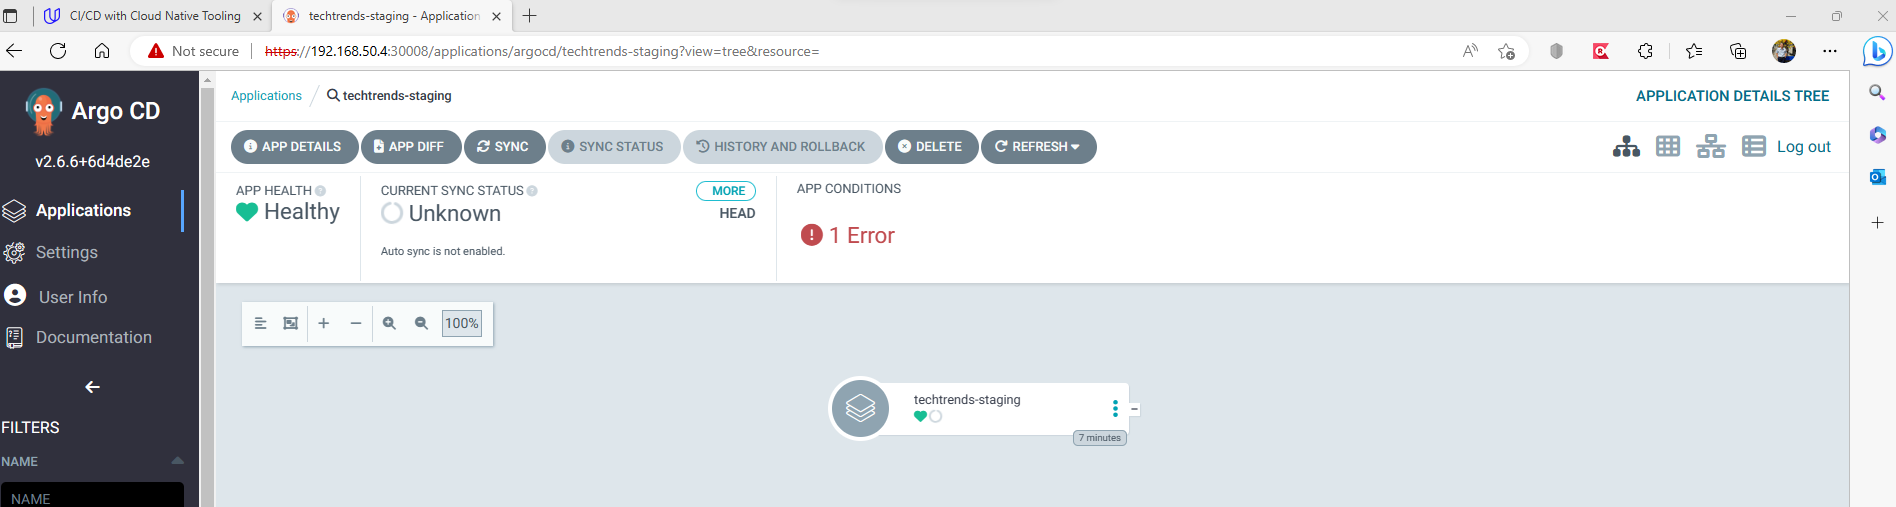 CI/CD with Cloud Native Tooling
techtrends-staging - Application
Not secure
https://192.168.50.4:30008/applications/argocd/techtrends-staging?view=tree&resource=
Argo CD
v2.6.6+6d4de2e
Applications
Settings
User Info
Documentation
FILTERS
NAME
NAME
Applications / techtrends-staging
APPLICATION DETAILS TREE
APP DETAILS APP DIFF SYNC SYNC STATUS HISTORY AND ROLLBACK DELETE REFRESH
Log out
APP HEALTH
Healthy
CURRENT SYNC STATUS
MORE
Unknown
HEAD
Auto sync is not enabled.
APP CONDITIONS
1 Error
100%
techtrends-staging
7 minutes